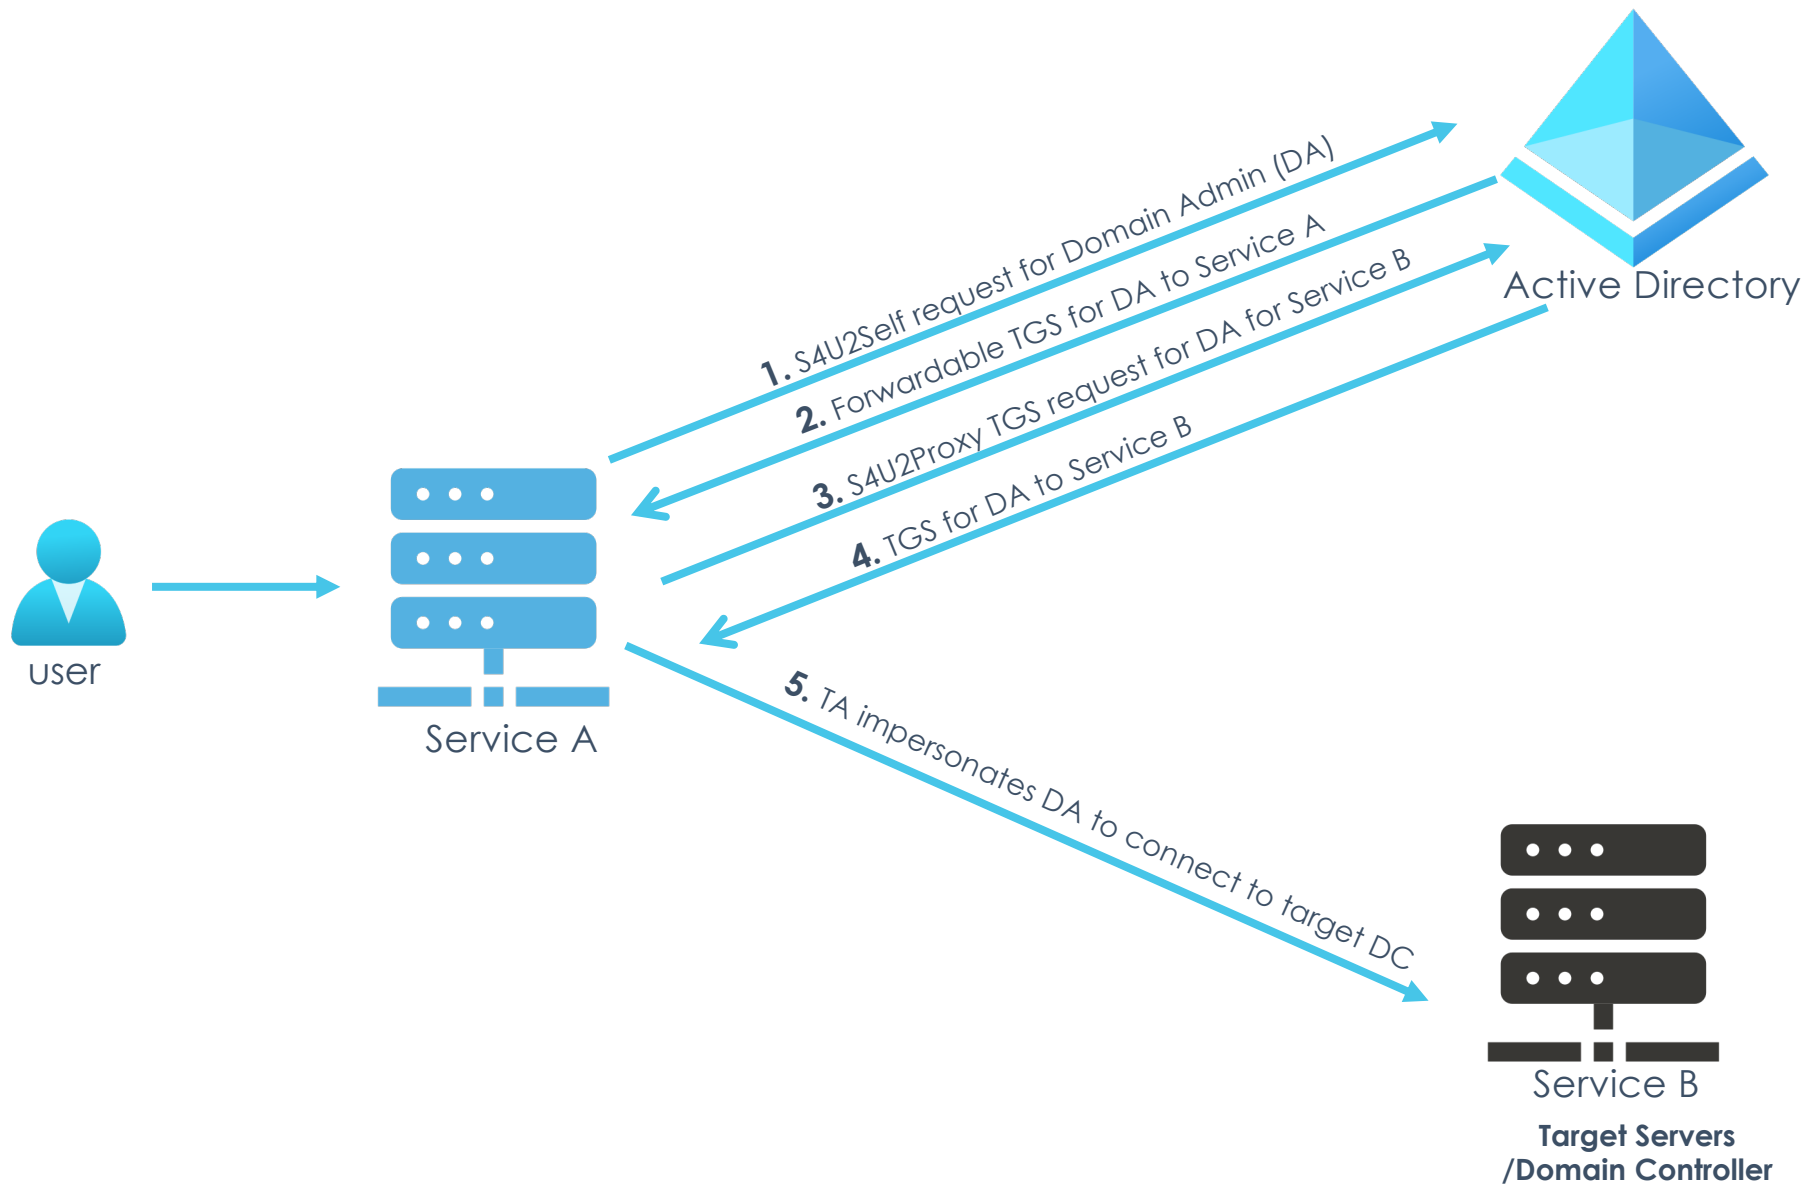 1. S4U2Self request for Domain Admin (DA)
2. Forwardable TGS for DA to Service A
3. S4U2Proxy TGS request for DA for Service B
4. TGS for DA to Service B
Active Directory
user
Service A
5. TA impersonates DA to connect to target DC
Service B
Target Servers
/Domain Controller